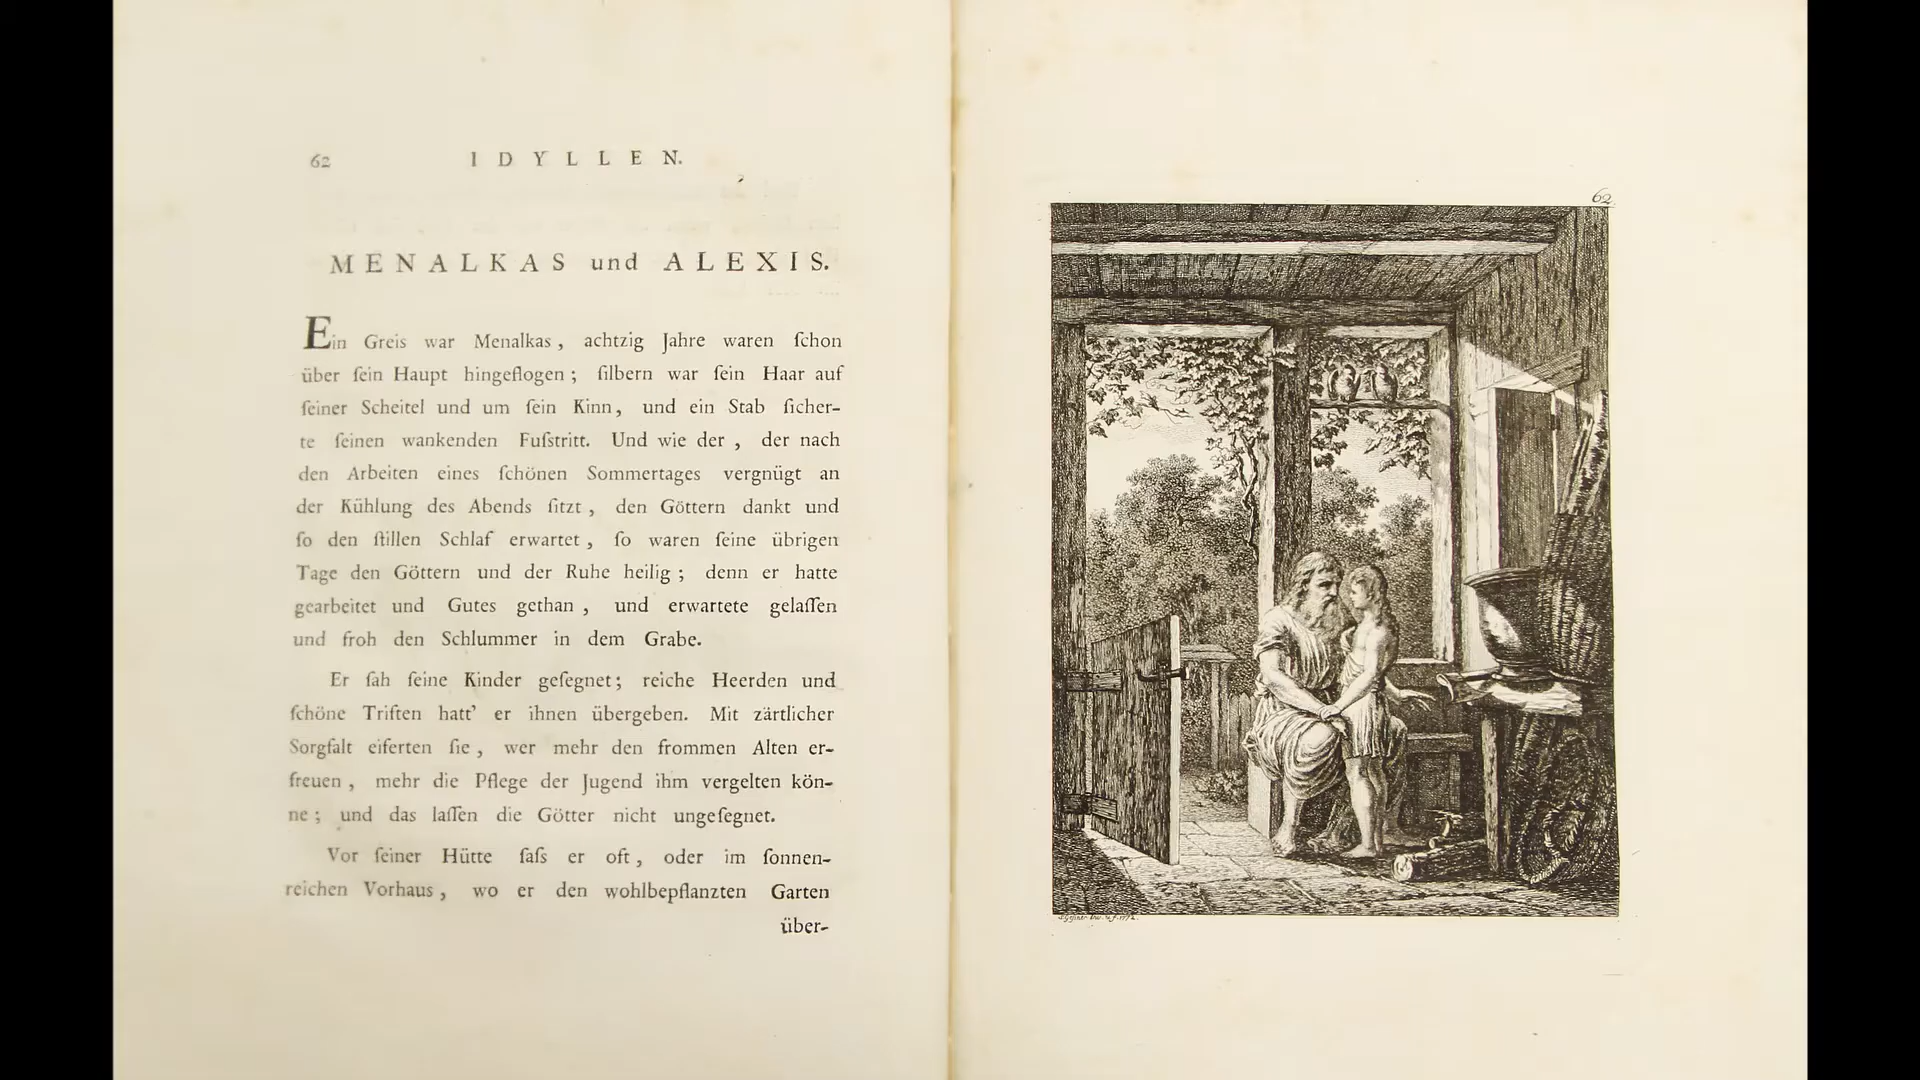 62 IDYLLEN.
MENALKAS und ALEXIS.
Ein Greis war Menalkas, achtzig Jahre waren ſchon
über ſein Haupt hingeflogen; ſilbern war ſein Haar auf
ſeiner Scheitel und um ſein Kinn, und ein Stab ſicher-
te ſeinen wankenden Fuſstritt. Und wie der, der nach
den Arbeiten eines ſchönen Sommertages vergnügt an
der Kühlung des Abends ſitzt, den Göttern dankt und
ſo den ſtillen Schlaf erwartet, ſo waren ſeine übrigen
Tage den Göttern und der Ruhe heilig; denn er hatte
gearbeitet und Gutes gethan, und erwartete gelaſſen
und froh den Schlummer in dem Grabe.
Er ſah ſeine Kinder geſegnet; reiche Heerden und
ſchöne Triften hatt' er ihnen übergeben. Mit zärtlicher
Sorgfalt eiferten ſie, wer mehr den frommen Alten er-
freuen, mehr die Pflege der Jugend ihm vergelten kön-
ne; und das laſſen die Götter nicht ungeſegnet.
Vor ſeiner Hütte ſaſs er oft, oder im ſonnen-
reichen Vorhaus, wo er den wohlbepflanzten Garten
über-
62.